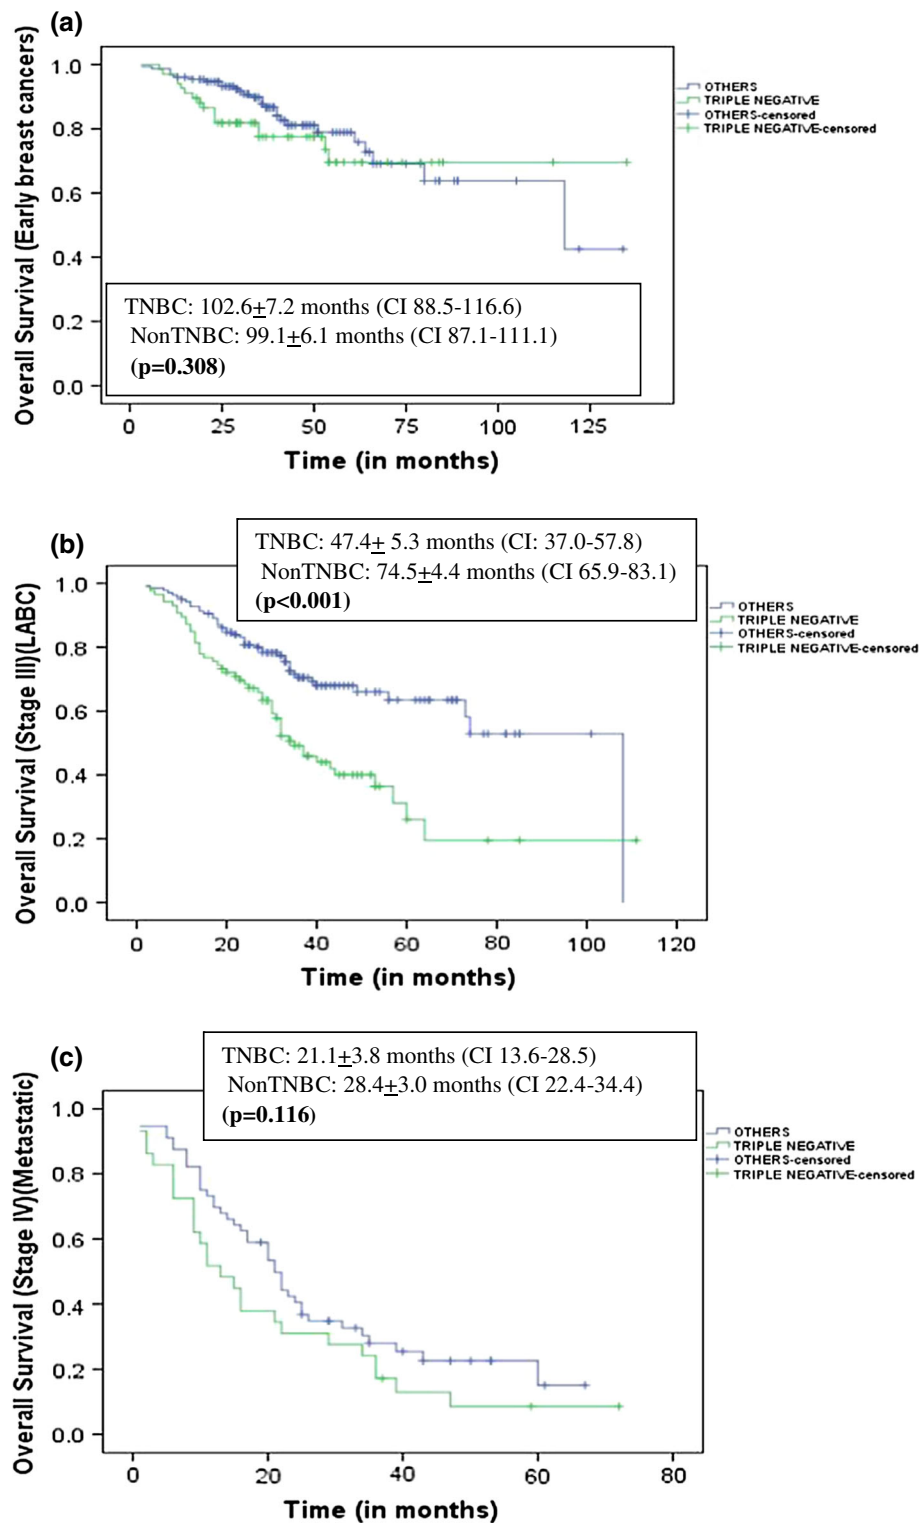 (a)
Overall Survival (Early breast cancers)
1.0
0.8
0.6
0.4
0.2
0.0
OTHERS
TRIPLE NEGATIVE
OTHERS-censored
TRIPLE NEGATIVE-censored
TNBC: 102.6±7.2 months (CI 88.5-116.6)
NonTNBC: 99.1±6.1 months (CI 87.1-111.1)
(p=0.308)
0 25 50 75 100 125
Time (in months)
(b)
TNBC: 47.4± 5.3 months (CI: 37.0-57.8)
NonTNBC: 74.5±4.4 months (CI 65.9-83.1)
(p<0.001)
Overall Survival (Stage III)(LABC)
1.0
0.8
0.6
0.4
0.2
0.0
OTHERS
TRIPLE NEGATIVE
OTHERS-censored
TRIPLE NEGATIVE-censored
0 20 40 60 80 100 120
Time (in months)
(c)
TNBC: 21.1±3.8 months (CI 13.6-28.5)
NonTNBC: 28.4±3.0 months (CI 22.4-34.4)
(p=0.116)
Overall Survival (Stage IV)(Metastatic)
1.0
0.8
0.6
0.4
0.2
0.0
OTHERS
TRIPLE NEGATIVE
OTHERS-censored
TRIPLE NEGATIVE-censored
0 20 40 60 80
Time (in months)